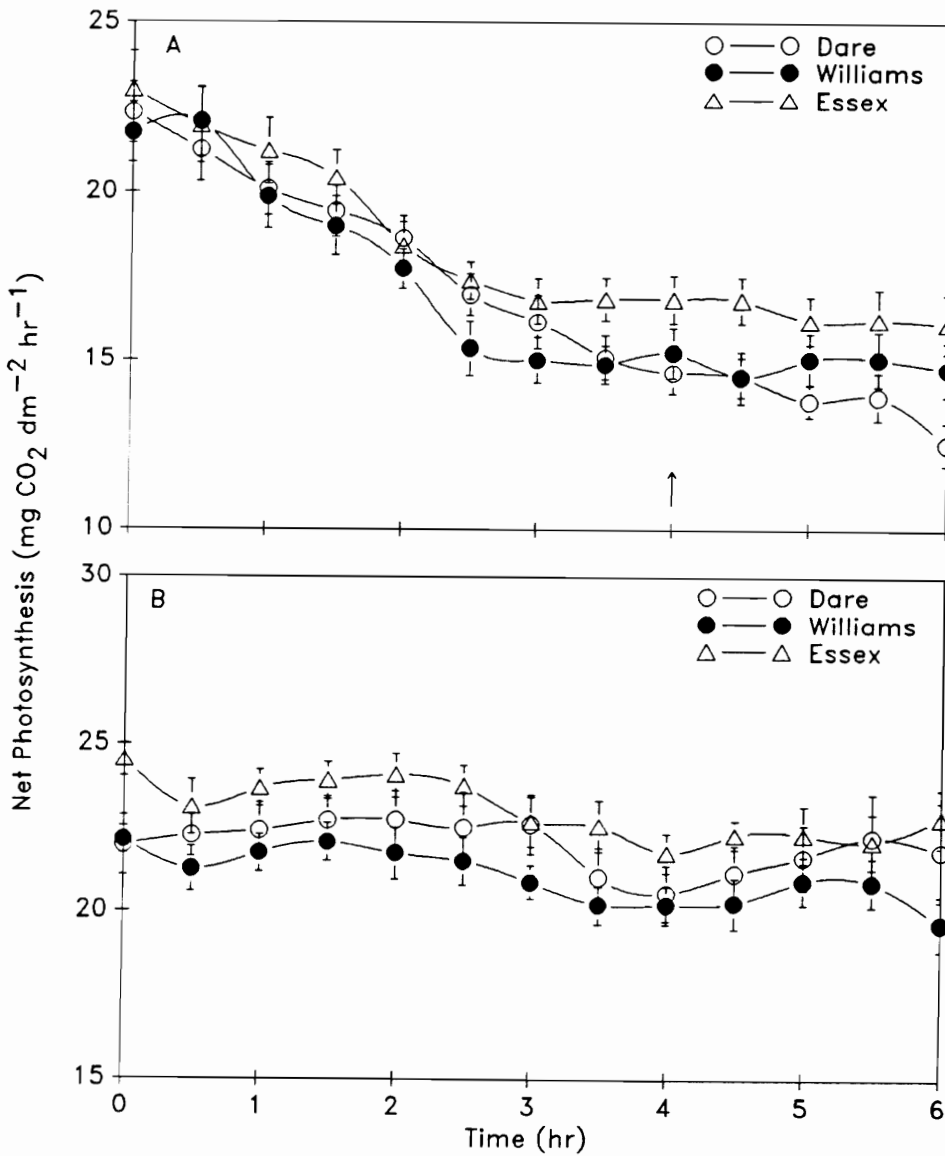 25
A
Dare
Williams
Essex
20
15
10
Net Photosynthesis (mg CO₂ dm⁻² hr⁻¹)
30
B
Dare
Williams
Essex
25
20
15
0 1 2 3 4 5 6
Time (hr)